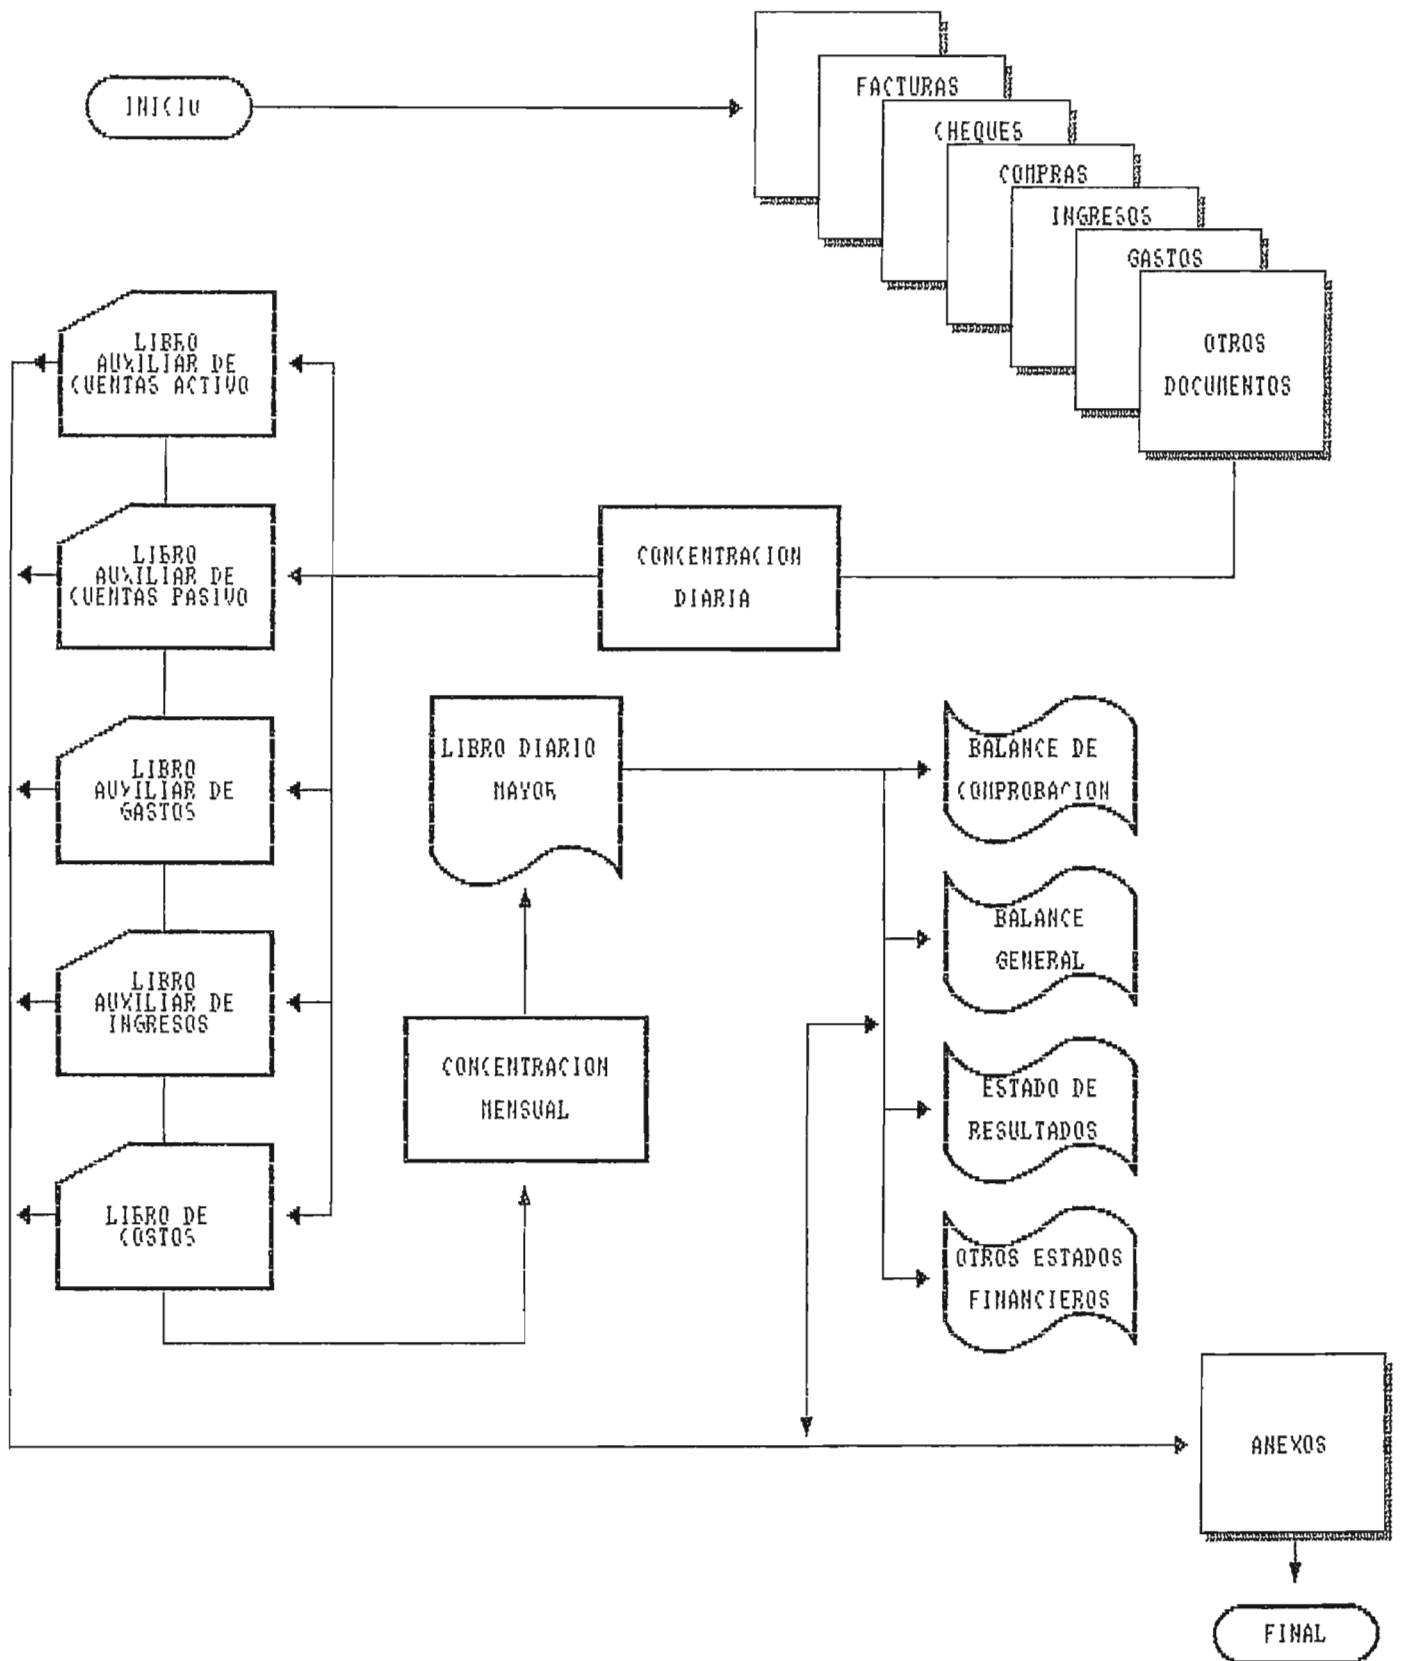 INICIO
FACTURAS
CHEQUES
COMPRAS
INGRESOS
GASTOS
OTROS
DOCUMENTOS
LIBRO
AUXILIAR DE
CUENTAS ACTIVO
LIBRO
AUXILIAR DE
CUENTAS PASIVO
CONCENTRACION
DIARIA
LIBRO
AUXILIAR DE
GASTOS
LIBRO DIARIO
MAYOR
BALANCE DE
COMPROBACION
LIBRO
AUXILIAR DE
INGRESOS
BALANCE
GENERAL
CONCENTRACION
MENSUAL
ESTADO DE
RESULTADOS
LIBRO DE
COSTOS
OTROS ESTADOS
FINANCIEROS
ANEXOS
FINAL